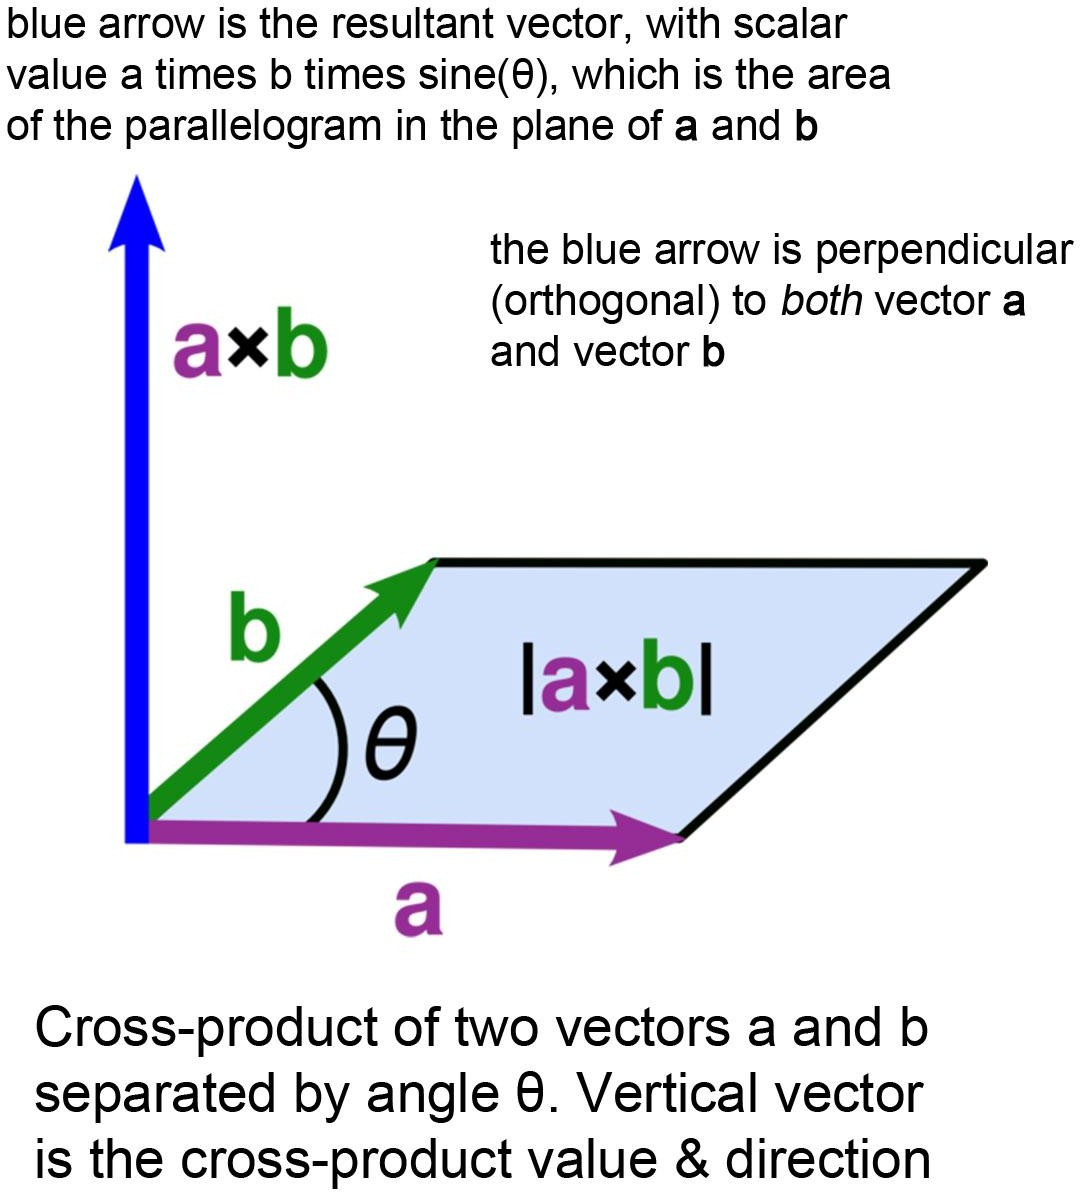 blue arrow is the resultant vector, with scalar
value a times b times sine(θ), which is the area
of the parallelogram in the plane of a and b
the blue arrow is perpendicular
(orthogonal) to both vector a
and vector b
a×b
b
|a×b|
θ
a
Cross-product of two vectors a and b
separated by angle θ. Vertical vector
is the cross-product value & direction